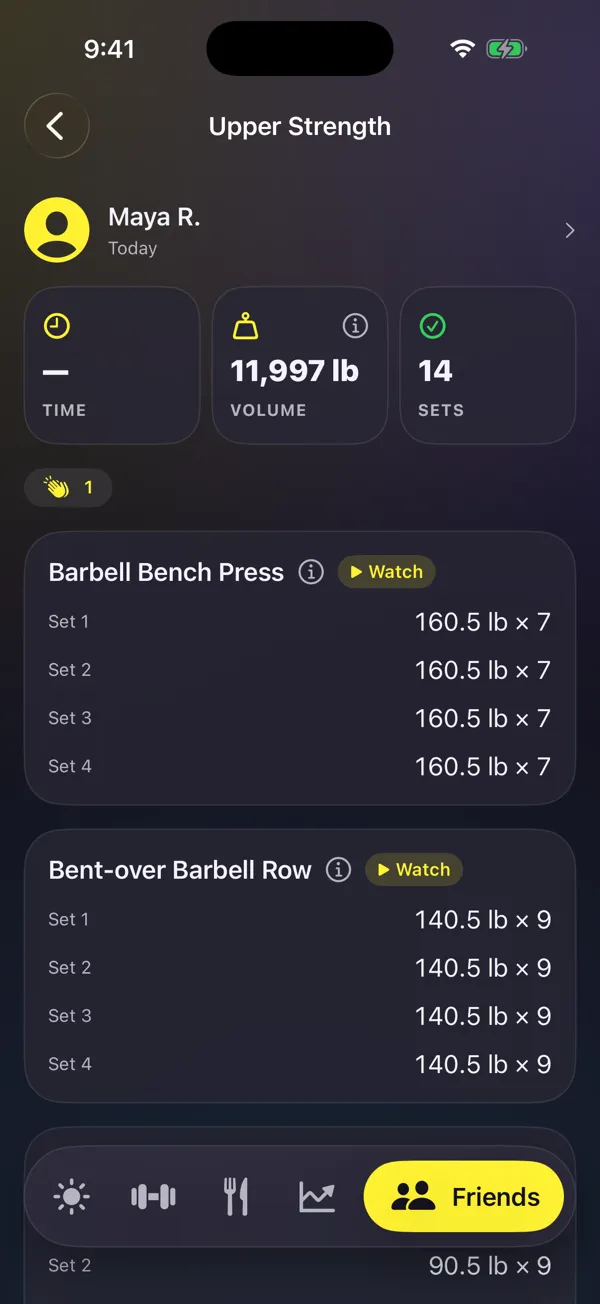 9:41
Upper Strength
Maya R.
Today
—
TIME
11,997 lb
VOLUME
14
SETS
1
Barbell Bench Press Watch
Set 1 160.5 lb × 7
Set 2 160.5 lb × 7
Set 3 160.5 lb × 7
Set 4 160.5 lb × 7
Bent-over Barbell Row Watch
Set 1 140.5 lb × 9
Set 2 140.5 lb × 9
Set 3 140.5 lb × 9
Set 4 140.5 lb × 9
Friends
Set 2 90.5 lb × 9